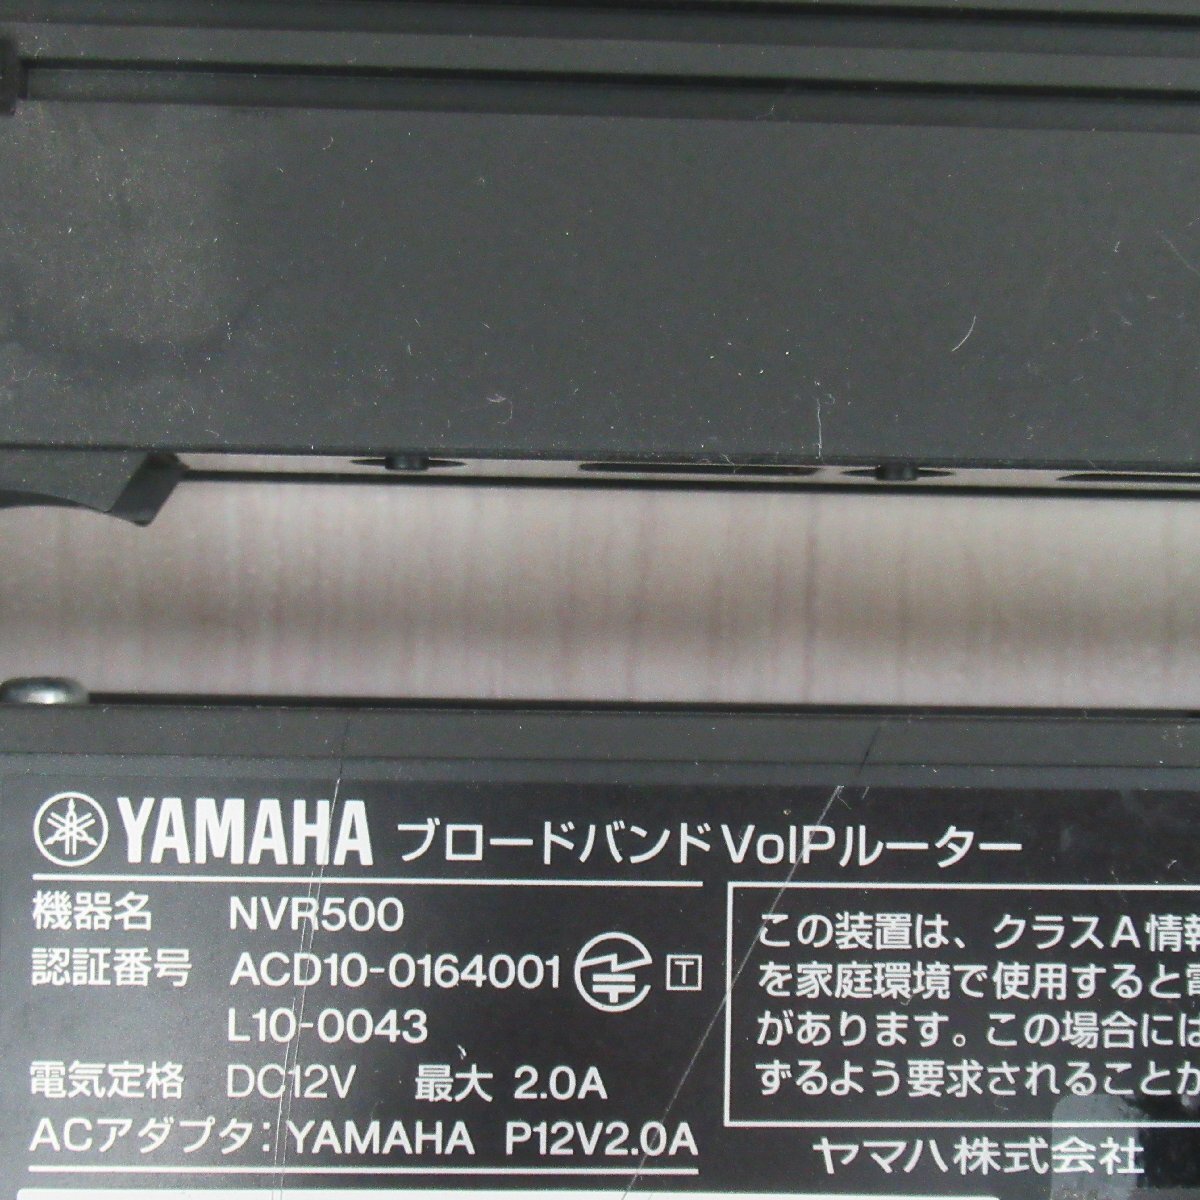 YAMAHA ブロードバンドVoIPルーター
機器名 NVR500
認証番号 ACD10-0164001 T
L10-0043
電気定格 DC12V 最大 2.0A
ACアダプタ: YAMAHA P12V2.0A
この装置は、クラスA情報
を家庭環境で使用すると電
があります。この場合には
ずるよう要求されることが
ヤマハ株式会社